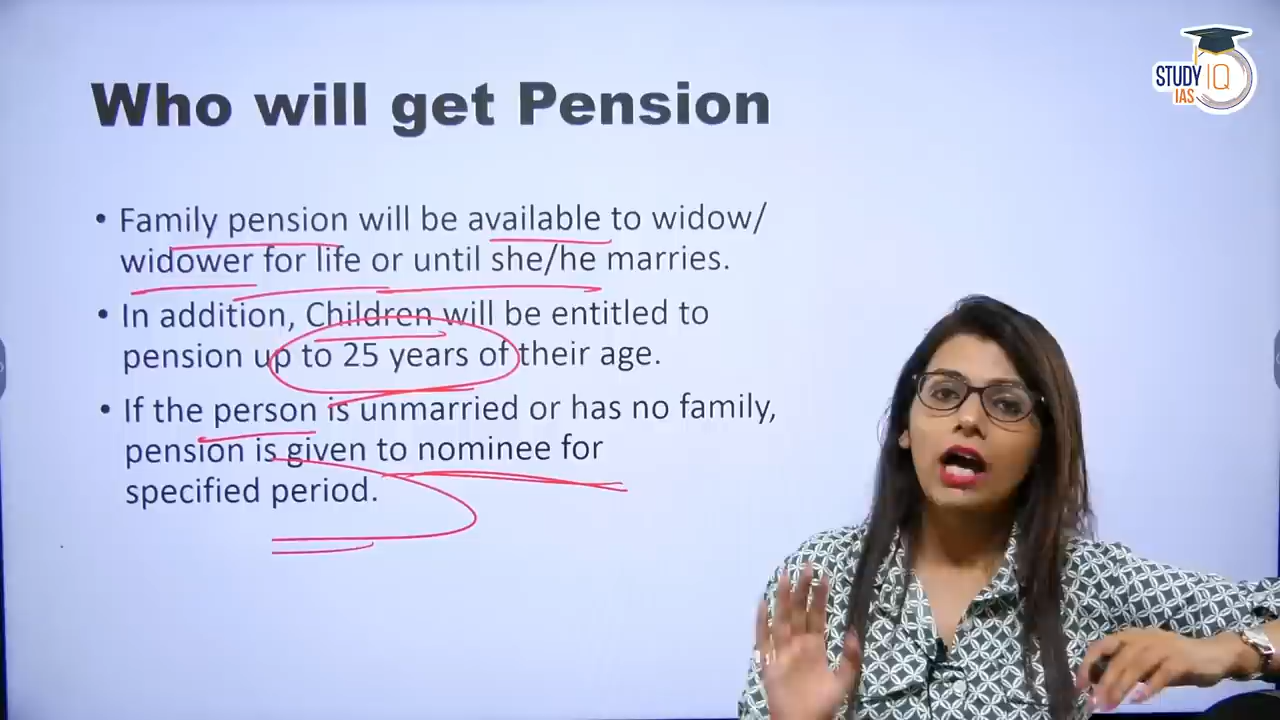 Who will get Pension
STUDY IQ
IAS
• Family pension will be available to widow/
widower for life or until she/he marries.
• In addition, Children will be entitled to
pension up to 25 years of their age.
• If the person is unmarried or has no family,
pension is given to nominee for
specified period.